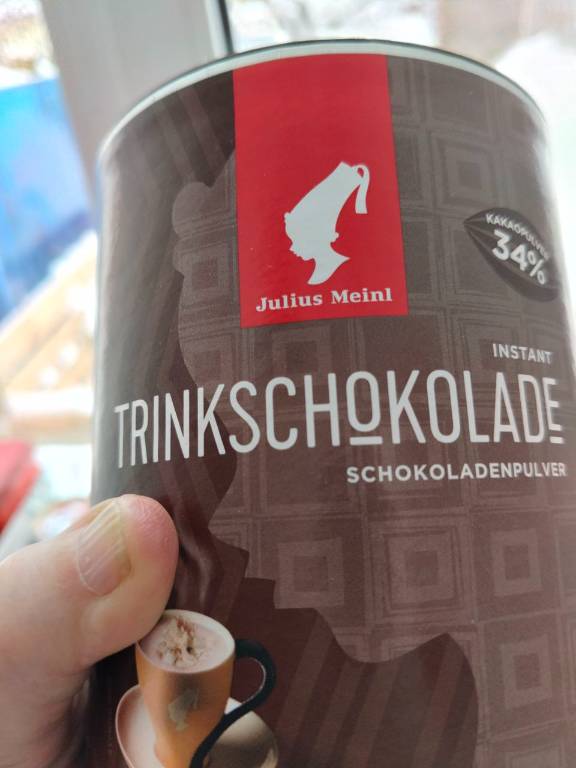 Julius Meinl
KAKAOPULVER
34%
INSTANT
TRINKSCHOKOLADE
SCHOKOLADENPULVER